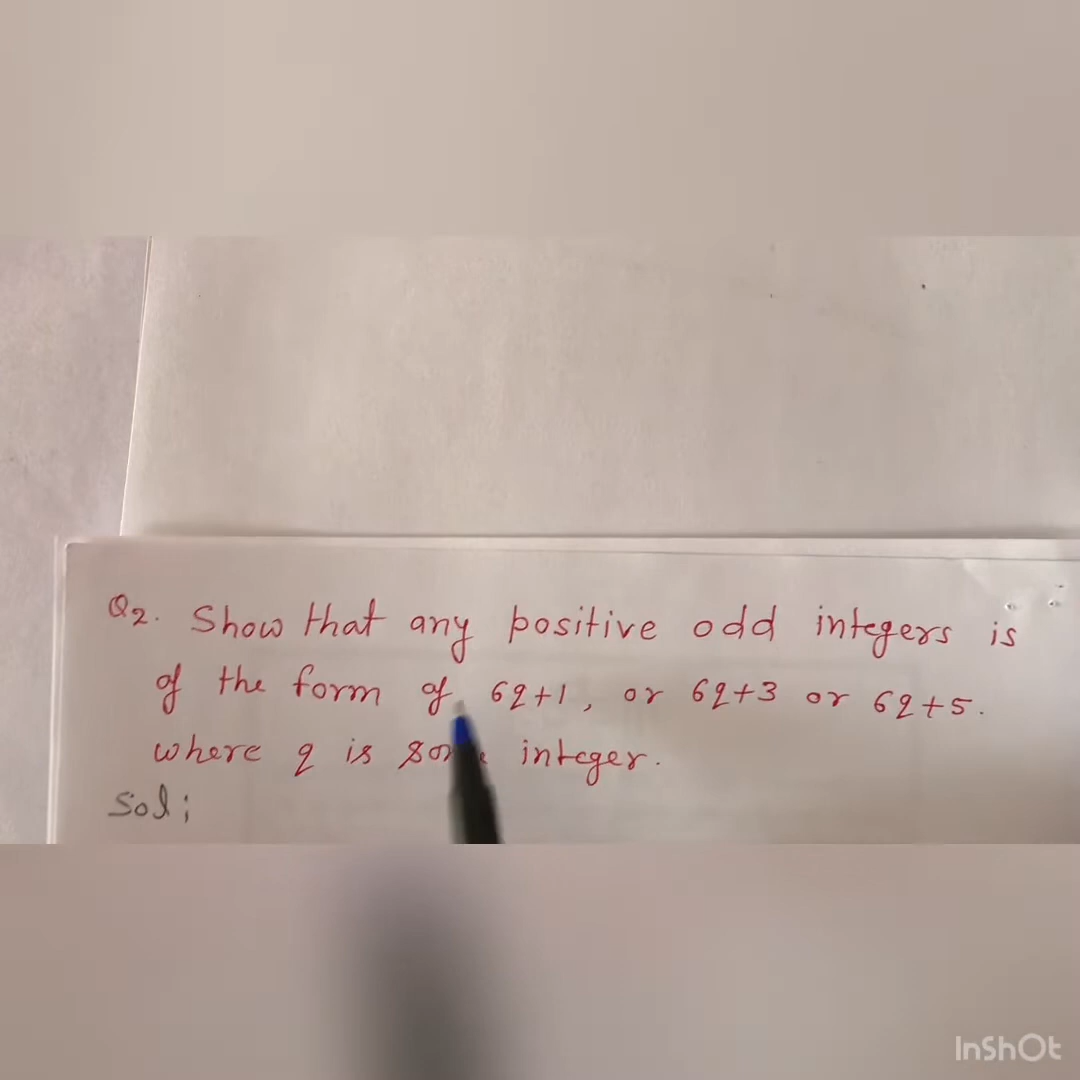 Q2. Show that any positive odd integers is
of the form of 6q+1, or 6q+3 or 6q+5.
where q is integer.
Sol;
InShOt